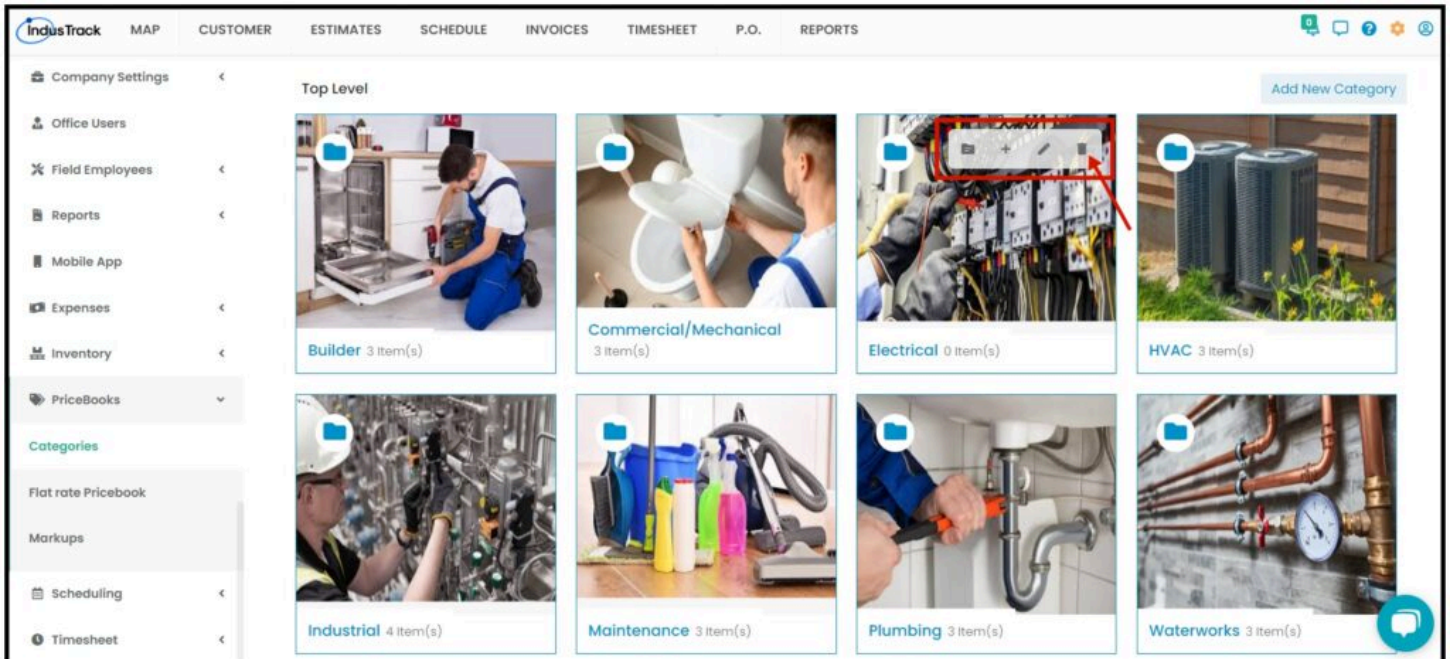 IndusTrack MAP CUSTOMER ESTIMATES SCHEDULE INVOICES TIMESHEET P.O. REPORTS 0
Company Settings
Office Users
Field Employees
Reports
Mobile App
Expenses
Inventory
PriceBooks
Categories
Flat rate Pricebook
Markups
Scheduling
Timesheet
Top Level
Add New Category
Builder 3 Item(s)
Commercial/Mechanical
3 Item(s)
Electrical 0 Item(s)
HVAC 3 Item(s)
Industrial 4 Item(s)
Maintenance 3 Item(s)
Plumbing 3 Item(s)
Waterworks 3 Item(s)